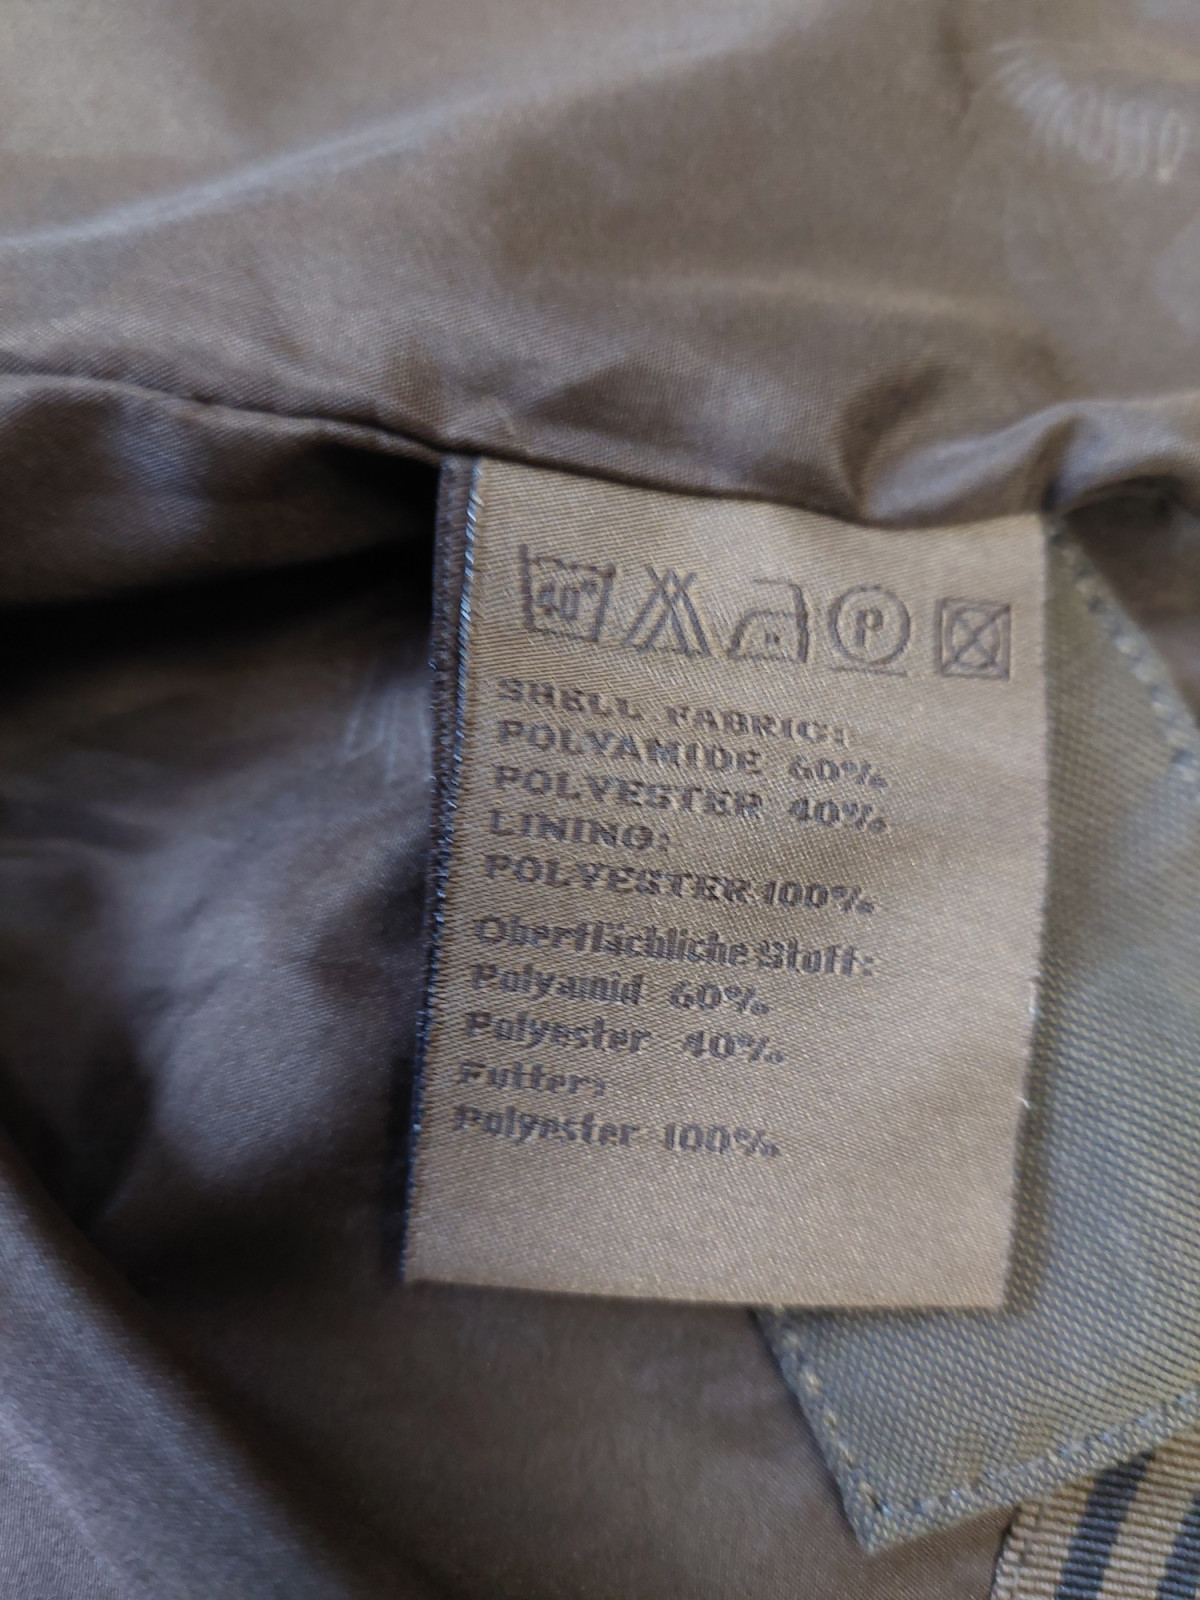 40°
P
SHELL FABRIC:
POLYAMIDE 60%
POLYESTER 40%
LINING:
POLYESTER 100%
Oberflächliche Stoff:
Polyamid 60%
Polyester 40%
Futter:
Polyester 100%